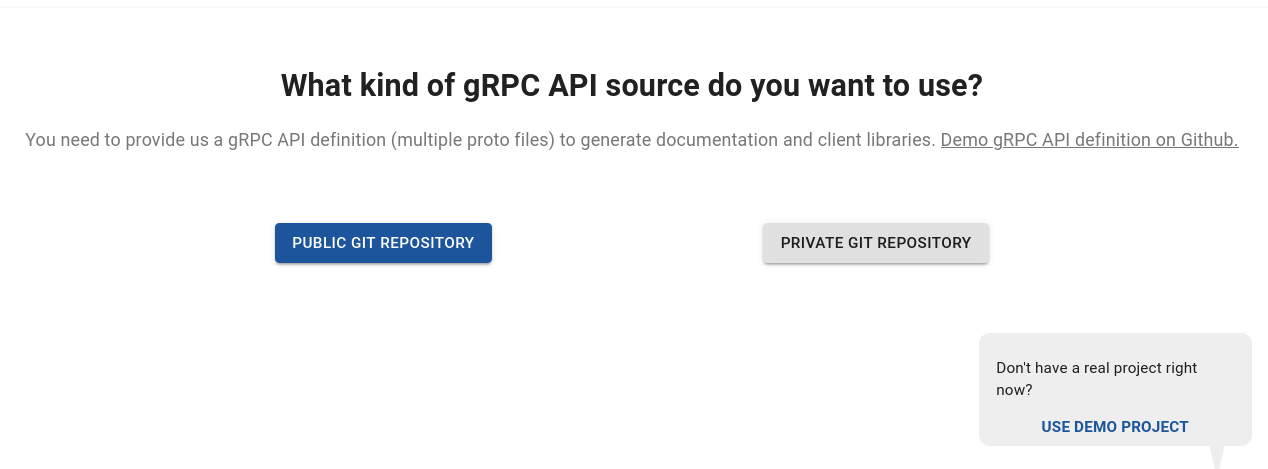 What kind of gRPC API source do you want to use?
You need to provide us a gRPC API definition (multiple proto files) to generate documentation and client libraries. Demo gRPC API definition on Github.
PUBLIC GIT REPOSITORY
PRIVATE GIT REPOSITORY
Don't have a real project right
now?
USE DEMO PROJECT